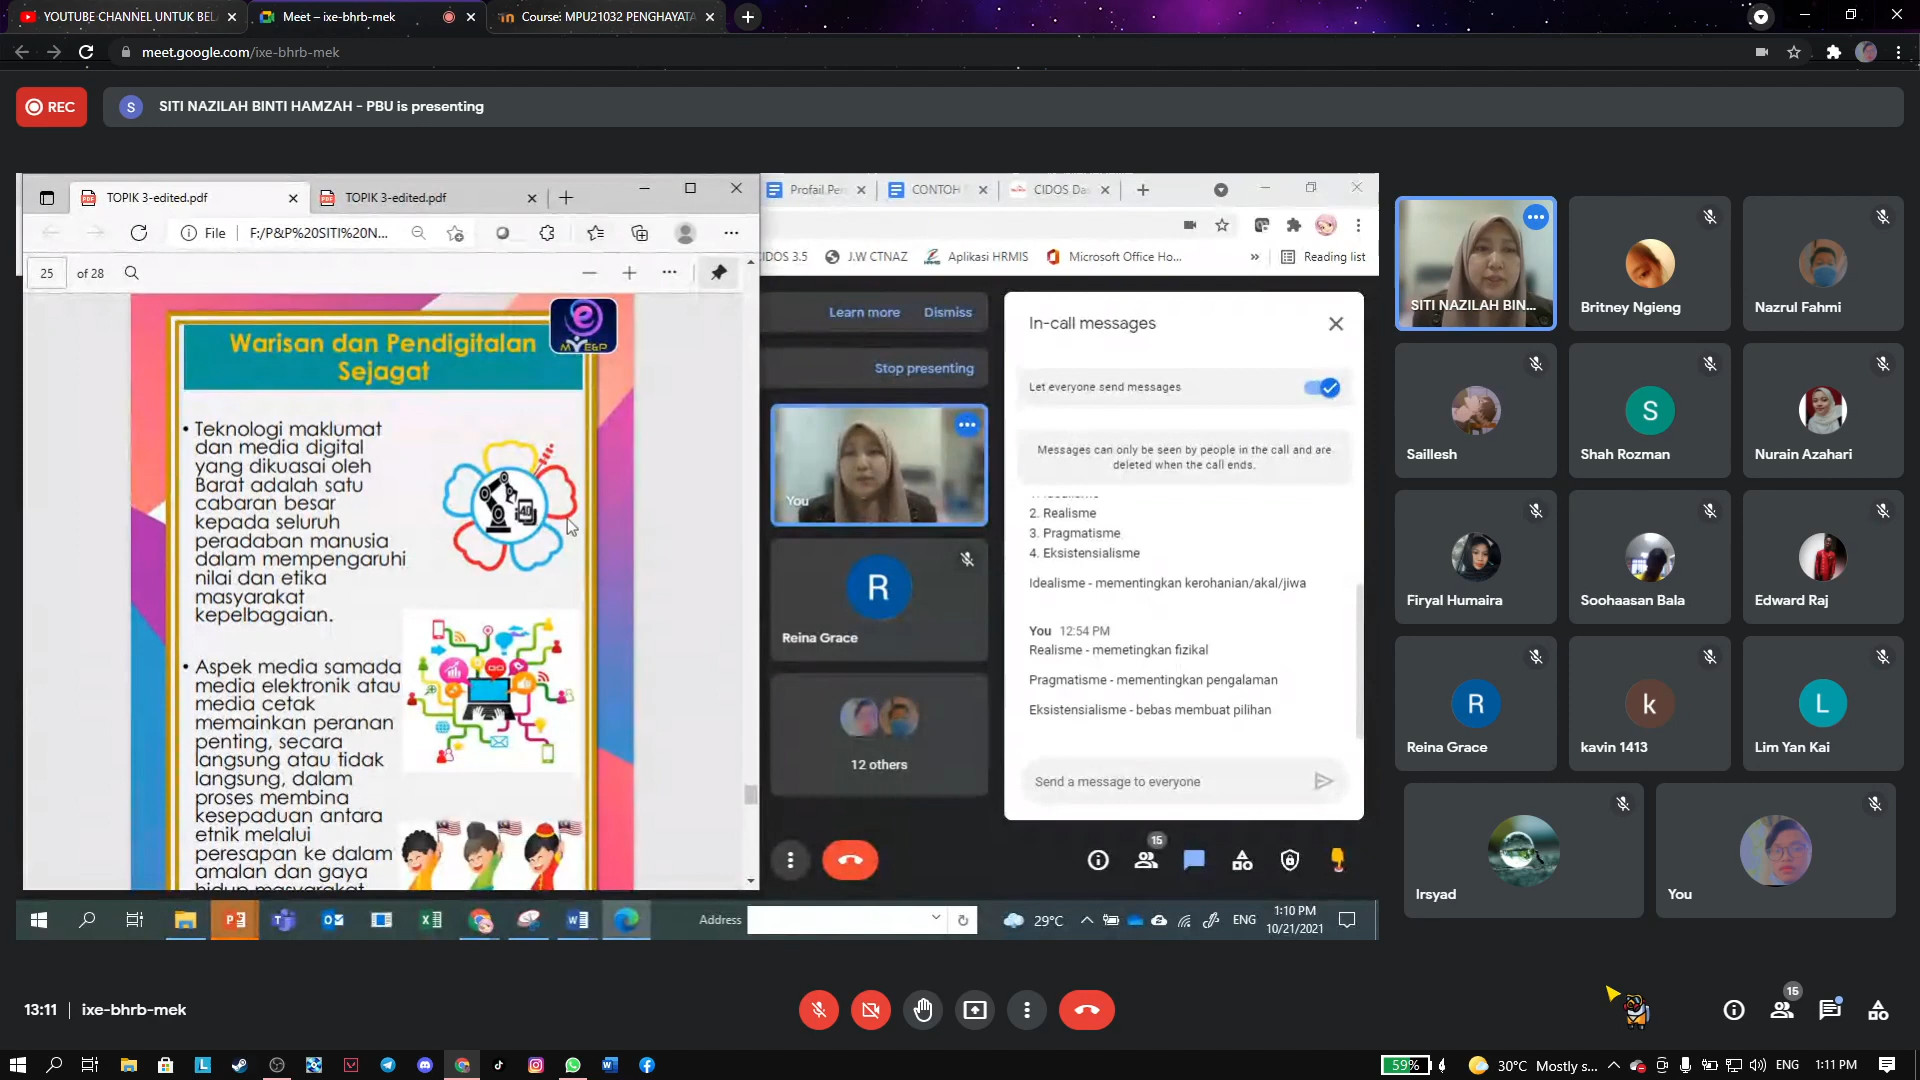 YOUTUBE CHANNEL UNTUK BEL
Meet – ixe-bhrb-mek
Course: MPU21032 PENGHAYATA
meet.google.com/ixe-bhrb-mek
REC
S
SITI NAZILAH BINTI HAMZAH - PBU is presenting
TOPIK 3-edited.pdf
TOPIK 3-edited.pdf
File
F:/P&P%20SITI%20N...
25
of 28
Warisan dan Pendigitalan
Sejagat
e
MYE&P
• Teknologi maklumat
dan media digital
yang dikuasai oleh
Barat adalah satu
cabaran besar
kepada seluruh
peradaban manusia
dalam mempengaruhi
nilai dan etika
masyarakat
kepelbagaian.
4.0
• Aspek media samada
media elektronik atau
media cetak
memainkan peranan
penting, secara
langsung atau tidak
langsung, dalam
proses membina
kesepaduan antara
etnik melalui
peresapan ke dalam
amalan dan gaya
hidup masyarakat
Profail.Per
CONTOH
CIDOS Da
CIDOS 3.5
J.W CTNAZ
Aplikasi HRMIS
Microsoft Office Ho...
Reading list
Learn more
Dismiss
Stop presenting
You
R
Reina Grace
12 others
In-call messages
Let everyone send messages
Messages can only be seen by people in the call and are
deleted when the call ends.
1. Idealisme
2. Realisme
3. Pragmatisme
4. Eksistensialisme
Idealisme - mementingkan kerohanian/akal/jiwa
You 12:54 PM
Realisme - memetingkan fizikal
Pragmatisme - mementingkan pengalaman
Eksistensialisme - bebas membuat pilihan
Send a message to everyone
15
Address
29°C
ENG
1:10 PM
10/21/2021
SITI NAZILAH BIN...
Britney Ngieng
Nazrul Fahmi
Saillesh
S
Shah Rozman
Nurain Azahari
Firyal Humaira
Soohaasan Bala
Edward Raj
R
Reina Grace
k
kavin 1413
L
Lim Yan Kai
Irsyad
You
13:11 | ixe-bhrb-mek
15
59%
30°C Mostly s...
ENG
1:11 PM